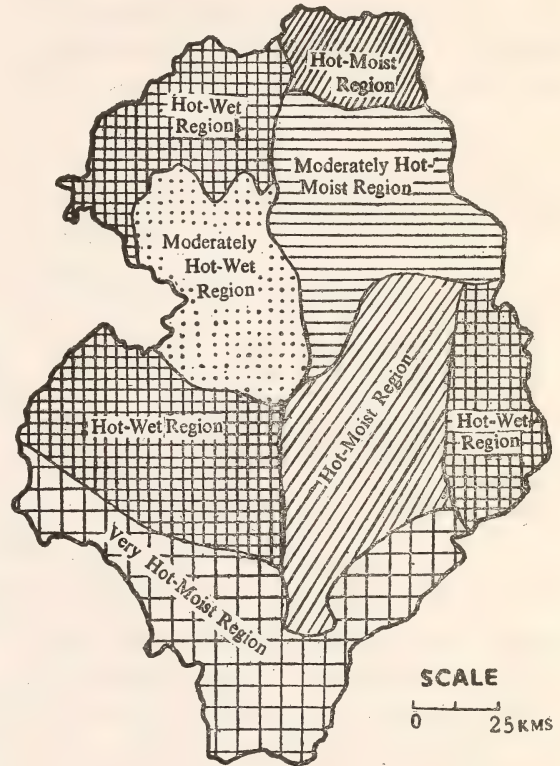 Hot-Moist
Region
Hot-Wet
Region
Moderately Hot-
Moist Region
Moderately
Hot-Wet
Region
Hot-Wet Region
Hot-Moist Region
Hot-Wet
Region
Very Hot-Moist Region
SCALE
0 25 KMS